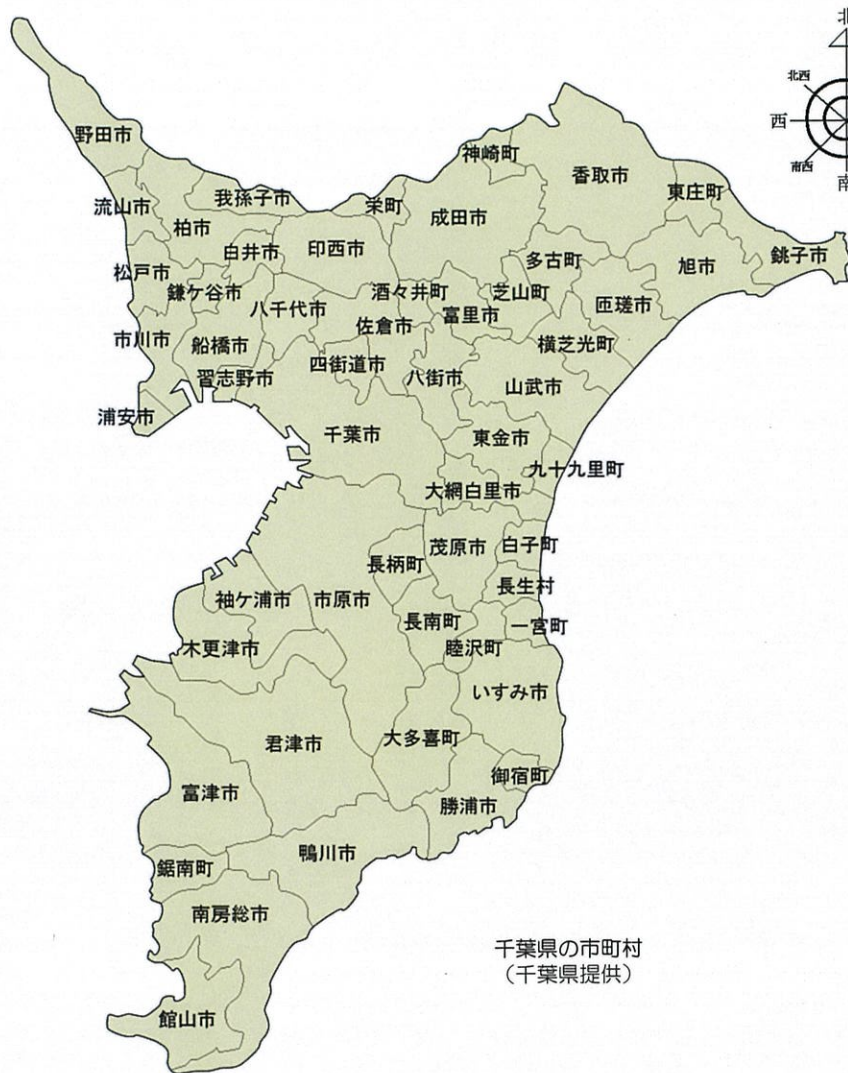 北
北西
西
南西
南
野田市
流山市
柏市
我孫子市
松戸市
鎌ケ谷市
白井市
印西市
栄町
成田市
神崎町
香取市
東庄町
銚子市
旭市
多古町
匝瑳市
芝山町
横芝光町
酒々井町
富里市
八千代市
佐倉市
市川市
船橋市
習志野市
四街道市
八街市
山武市
浦安市
千葉市
東金市
九十九里町
大網白里市
茂原市
白子町
長柄町
長生村
袖ケ浦市
市原市
長南町
一宮町
睦沢町
木更津市
いすみ市
君津市
大多喜町
御宿町
富津市
勝浦市
鴨川市
鋸南町
南房総市
館山市
千葉県の市町村
（千葉県提供）